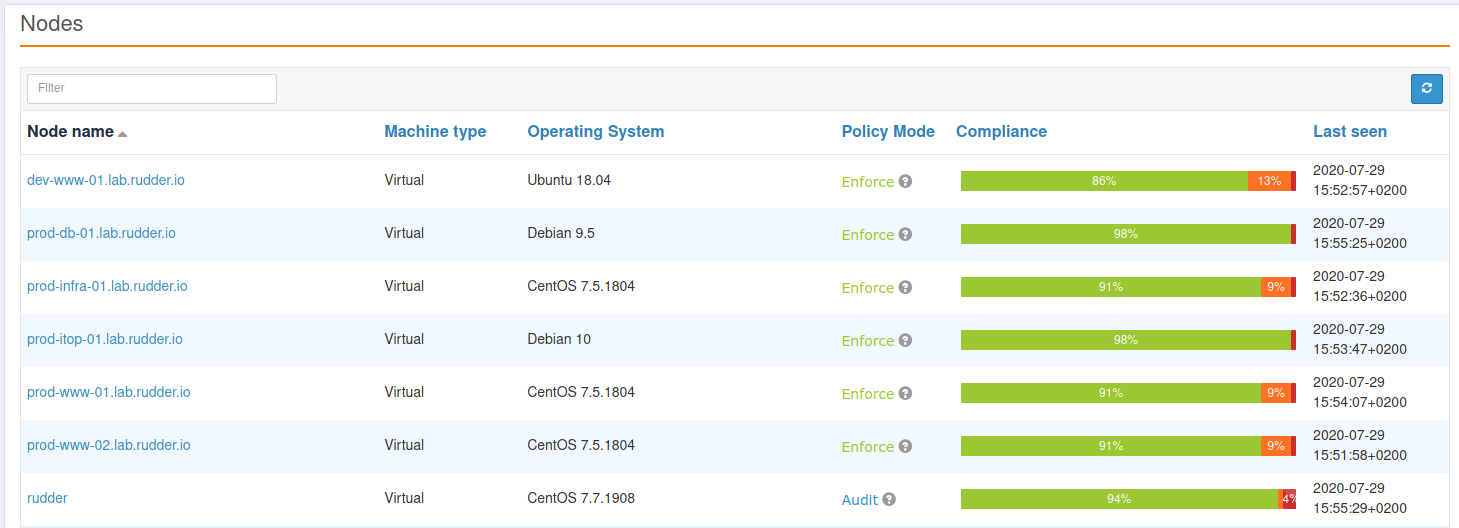 Nodes
Filter
Node name Machine type Operating System Policy Mode Compliance Last seen
dev-www-01.lab.rudder.io Virtual Ubuntu 18.04 Enforce ? 86% 13% 2020-07-29
15:52:57+0200
prod-db-01.lab.rudder.io Virtual Debian 9.5 Enforce ? 98% 2020-07-29
15:55:25+0200
prod-infra-01.lab.rudder.io Virtual CentOS 7.5.1804 Enforce ? 91% 9% 2020-07-29
15:52:36+0200
prod-itop-01.lab.rudder.io Virtual Debian 10 Enforce ? 98% 2020-07-29
15:53:47+0200
prod-www-01.lab.rudder.io Virtual CentOS 7.5.1804 Enforce ? 91% 9% 2020-07-29
15:54:07+0200
prod-www-02.lab.rudder.io Virtual CentOS 7.5.1804 Enforce ? 91% 9% 2020-07-29
15:51:58+0200
rudder Virtual CentOS 7.7.1908 Audit ? 94% 4% 2020-07-29
15:55:29+0200